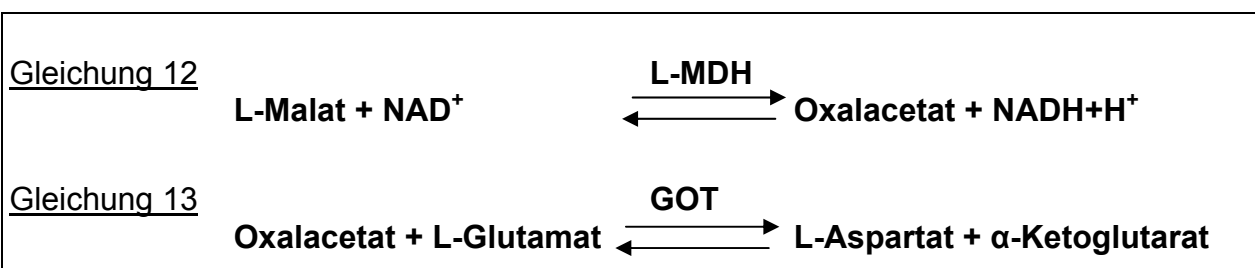 Gleichung 12
L-MDH
L-Malat + NAD⁺ Oxalacetat + NADH+H⁺
Gleichung 13
GOT
Oxalacetat + L-Glutamat L-Aspartat + α-Ketoglutarat